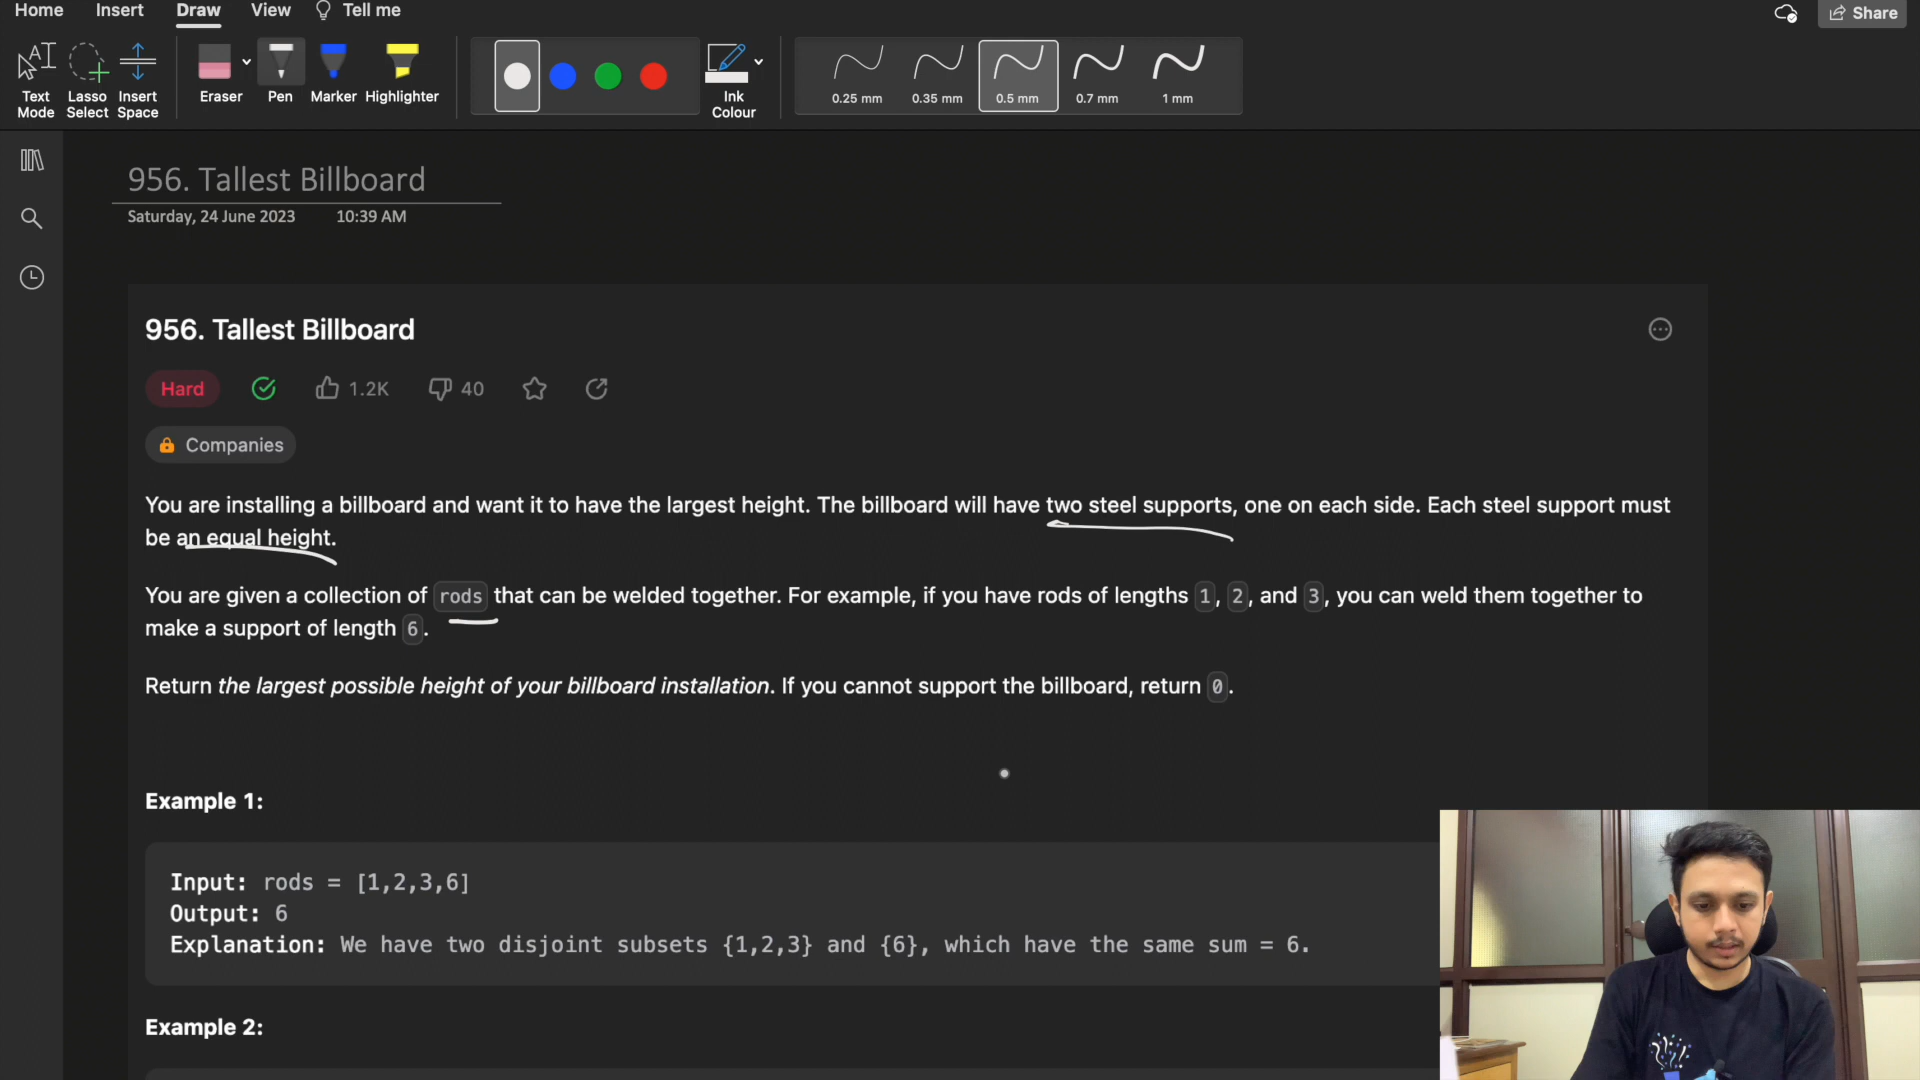 Home Insert Draw View Tell me Share
Text Mode
Lasso Select
Insert Space
Eraser
Pen
Marker
Highlighter
Ink Colour
0.25 mm
0.35 mm
0.5 mm
0.7 mm
1 mm
956. Tallest Billboard
Saturday, 24 June 2023 10:39 AM
956. Tallest Billboard
Hard 1.2K 40
Companies
You are installing a billboard and want it to have the largest height. The billboard will have two steel supports, one on each side. Each steel support must
be an equal height.
You are given a collection of rods that can be welded together. For example, if you have rods of lengths 1, 2, and 3, you can weld them together to
make a support of length 6.
Return the largest possible height of your billboard installation. If you cannot support the billboard, return 0.
Example 1:
Input: rods = [1,2,3,6]
Output: 6
Explanation: We have two disjoint subsets {1,2,3} and {6}, which have the same sum = 6.
Example 2: